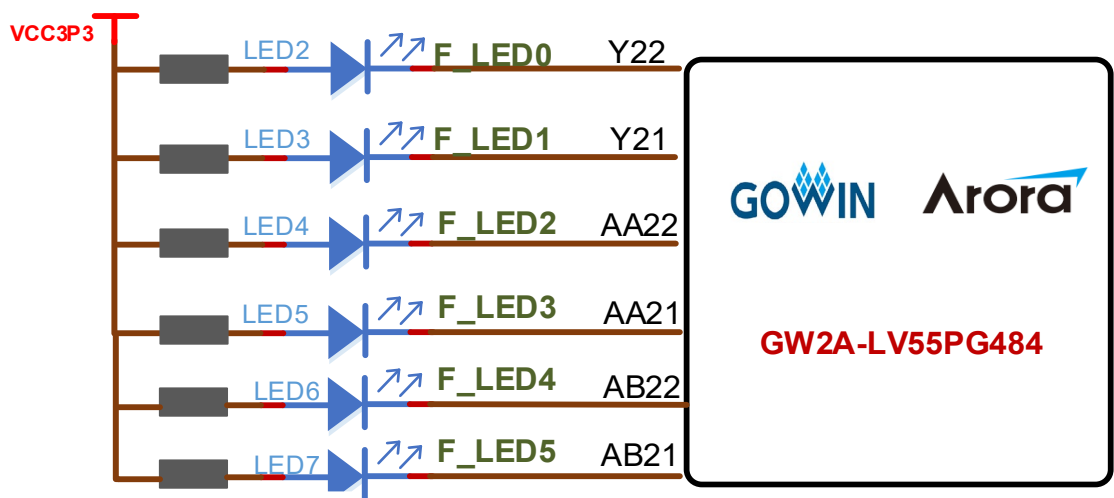 VCC3P3
LED2 F_LED0 Y22
LED3 F_LED1 Y21
LED4 F_LED2 AA22
LED5 F_LED3 AA21
LED6 F_LED4 AB22
LED7 F_LED5 AB21
GOWIN Arora
GW2A-LV55PG484